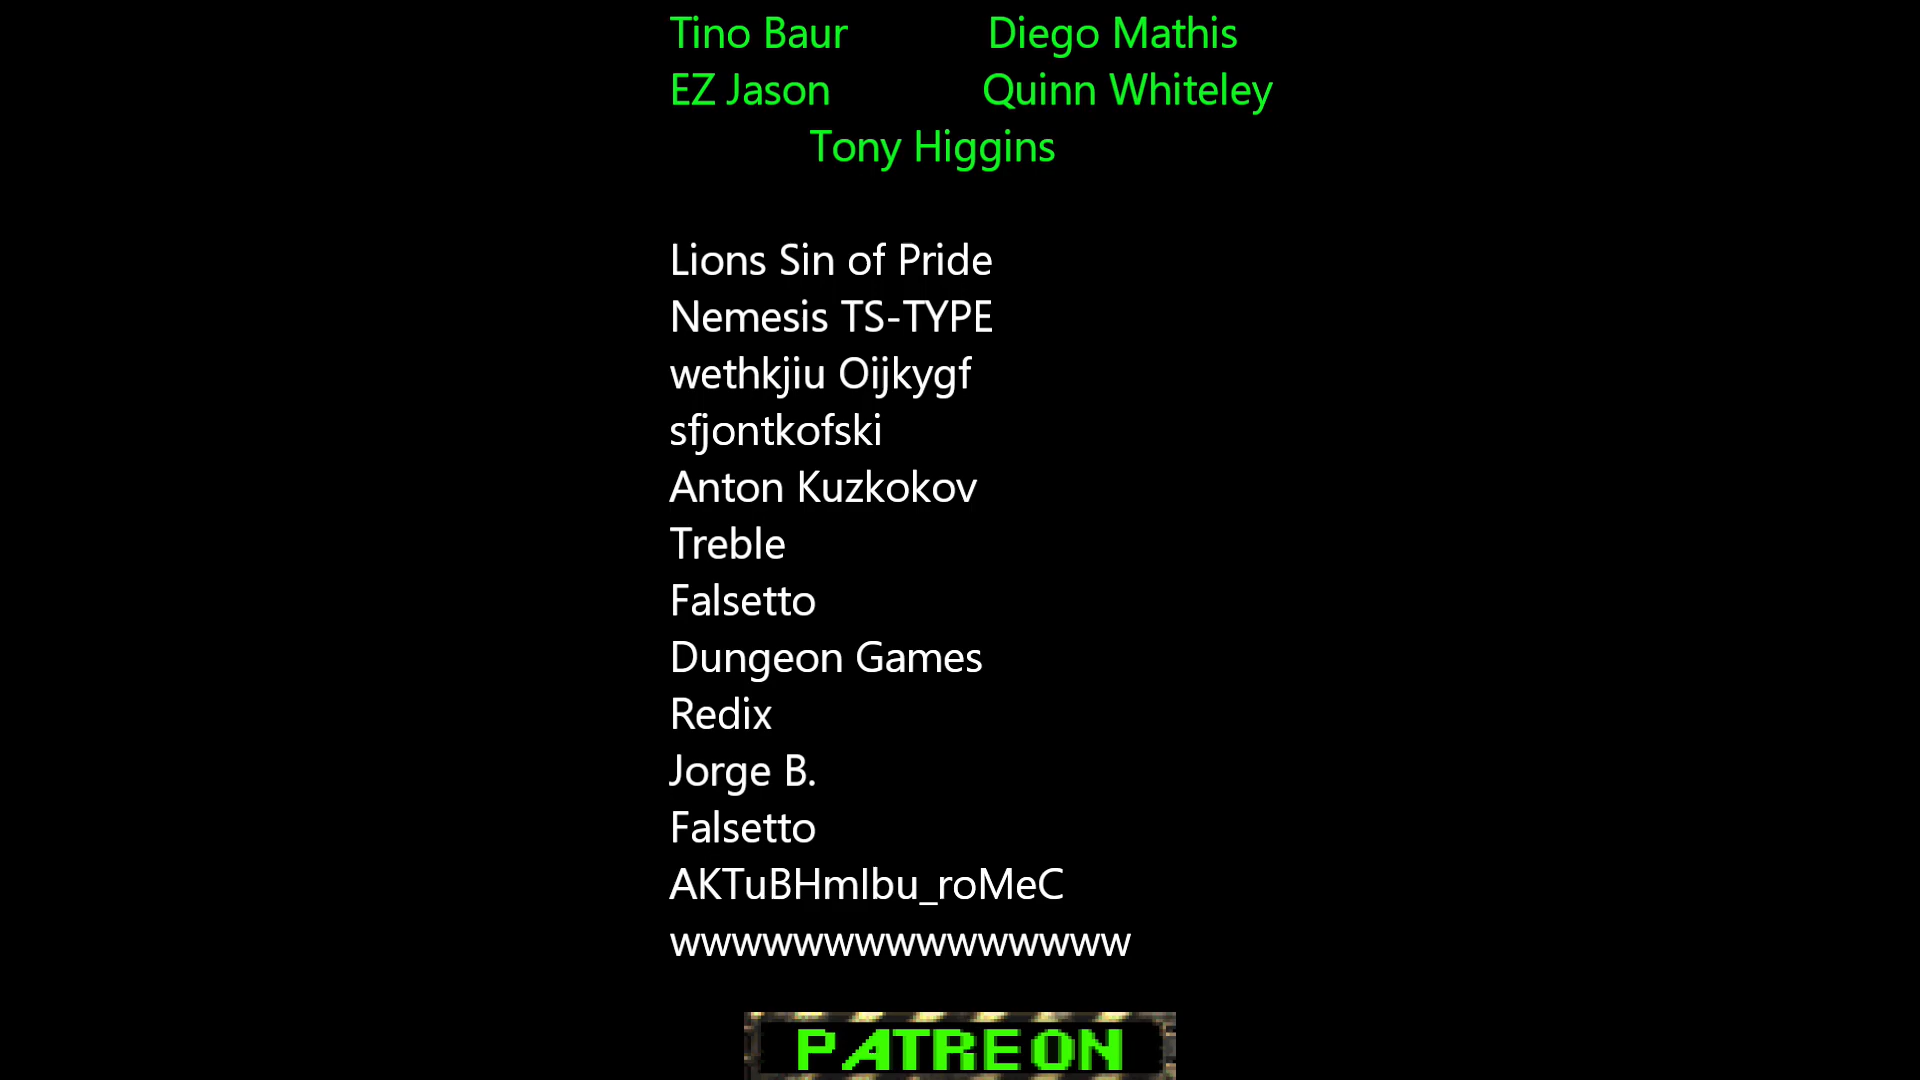 Tino Baur Diego Mathis
EZ Jason Quinn Whiteley
Tony Higgins
Lions Sin of Pride
Nemesis TS-TYPE
wethkjiu Oijkygf
sfjontkofski
Anton Kuzkokov
Treble
Falsetto
Dungeon Games
Redix
Jorge B.
Falsetto
AKTuBHmIbu_roMeC
wwwwwwwwwwwwwww
PATREON